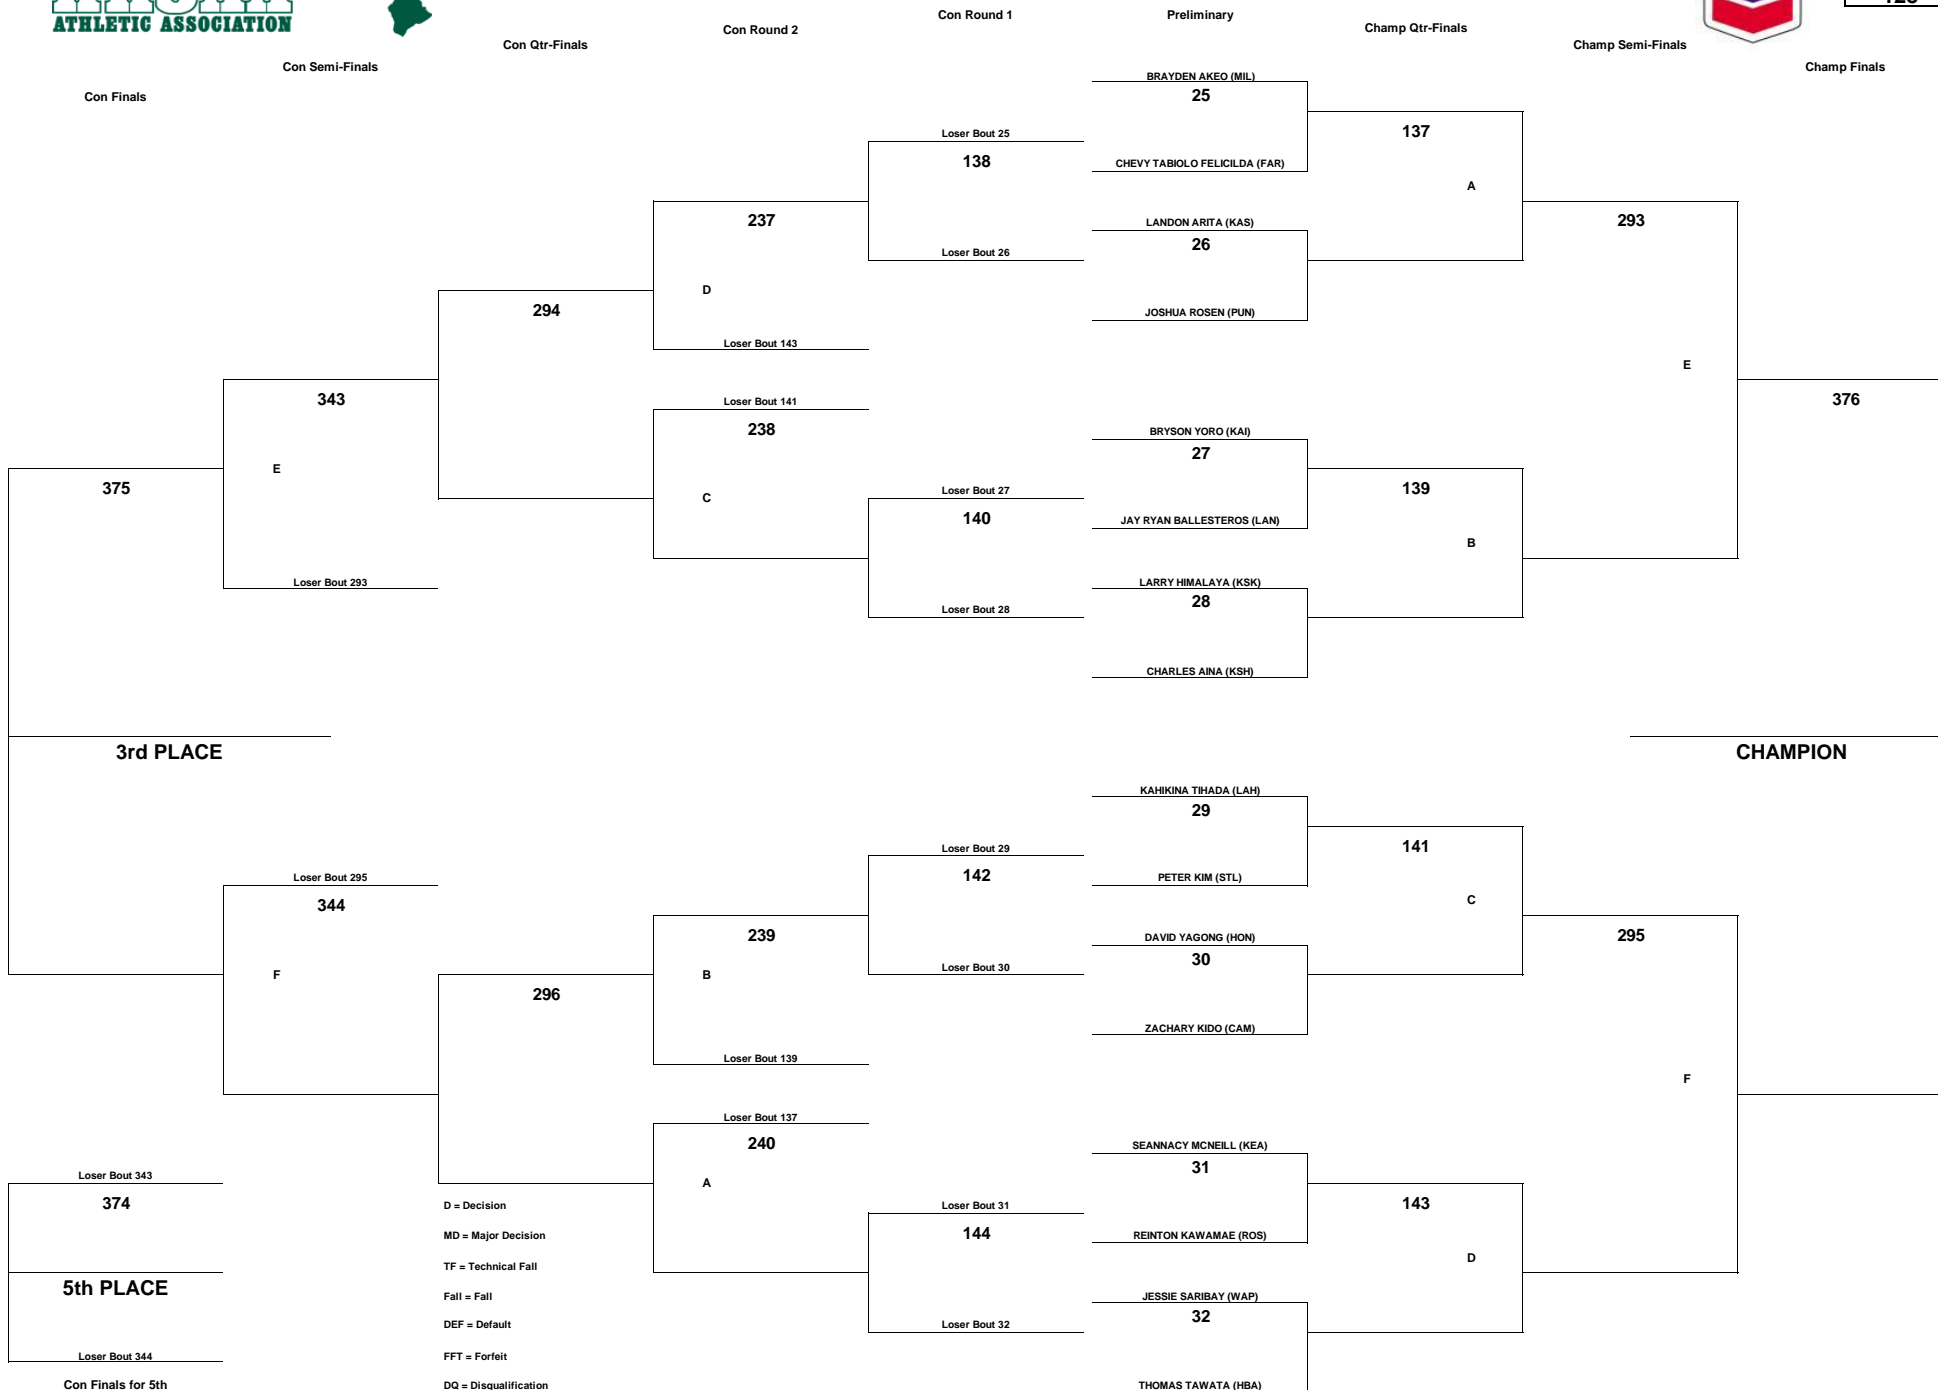 ATHLETIC ASSOCIATION
Con Finals
Con Semi-Finals
Con Qtr-Finals
Con Round 2
Con Round 1
Preliminary
Champ Qtr-Finals
Champ Semi-Finals
Champ Finals
BRAYDEN AKEO (MIL)
25
CHEVY TABIOLO FELICILDA (FAR)
LANDON ARITA (KAS)
26
JOSHUA ROSEN (PUN)
BRYSON YORO (KAI)
27
JAY RYAN BALLESTEROS (LAN)
LARRY HIMALAYA (KSK)
28
CHARLES AINA (KSH)
KAHIKINA TIHADA (LAH)
29
PETER KIM (STL)
DAVID YAGONG (HON)
30
ZACHARY KIDO (CAM)
SEANNACY MCNEILL (KEA)
31
REINTON KAWAMAE (ROS)
JESSIE SARIBAY (WAP)
32
THOMAS TAWATA (HBA)
137
A
139
B
141
C
143
D
293
E
295
F
376
CHAMPION
Loser Bout 25
138
Loser Bout 26
Loser Bout 27
140
Loser Bout 28
Loser Bout 29
142
Loser Bout 30
Loser Bout 31
144
Loser Bout 32
237
D
Loser Bout 143
Loser Bout 141
238
C
239
B
Loser Bout 139
Loser Bout 137
240
A
294
296
343
E
Loser Bout 293
Loser Bout 295
344
F
375
3rd PLACE
Loser Bout 343
374
5th PLACE
Loser Bout 344
Con Finals for 5th
D = Decision
MD = Major Decision
TF = Technical Fall
Fall = Fall
DEF = Default
FFT = Forfeit
DQ = Disqualification